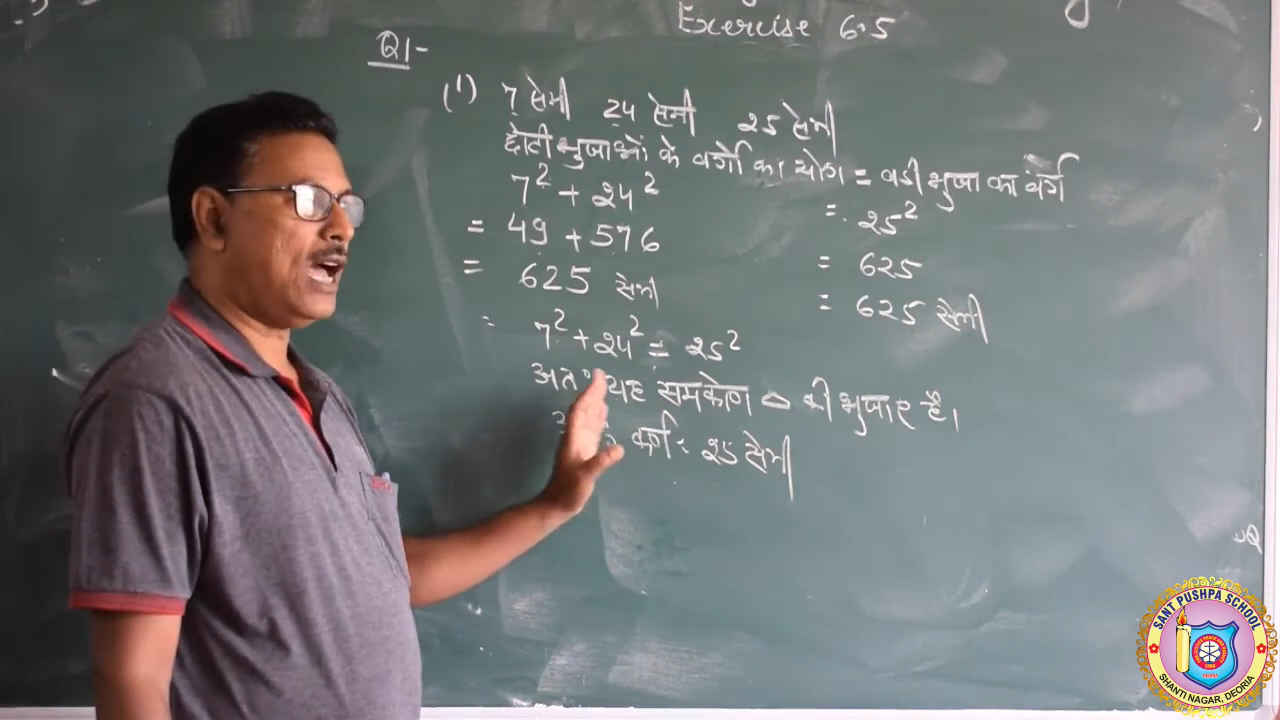 Exercise 6.5
Q1-
(1) 7 सेमी 24 सेमी 25 सेमी
छोटी भुजाओं के वर्गो का योग = बडी भुजा का वर्ग
7² + 24² = 25²
= 49 + 576 = 625
= 625 सेमी = 625 सेमी
= 7² + 24² = 25²
अत यह समकोण △ की भुजाए है।
कर्ण = 25 सेमी
SANT PUSHPA SCHOOL
SHANTI NAGAR, DEORIA